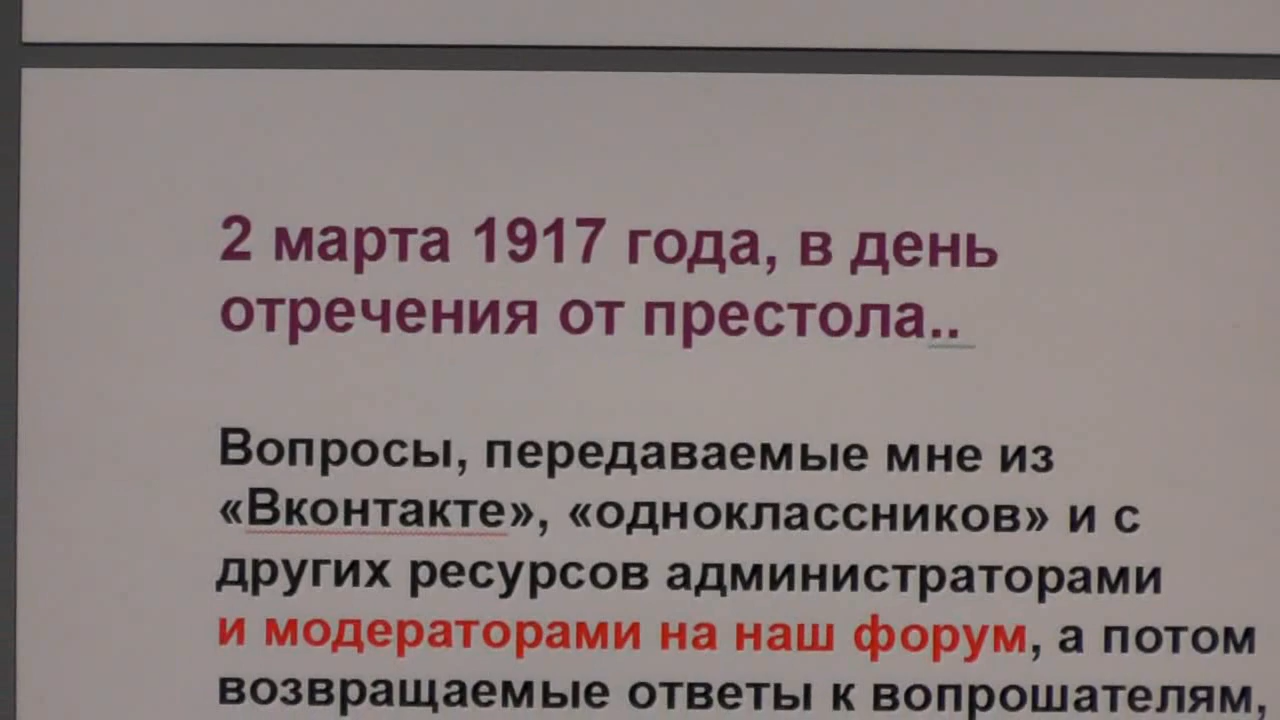 2 марта 1917 года, в день
отречения от престола..
Вопросы, передаваемые мне из
«Вконтакте», «одноклассников» и с
других ресурсов администраторами
и модераторами на наш форум, а потом
возвращаемые ответы к вопрошателям,